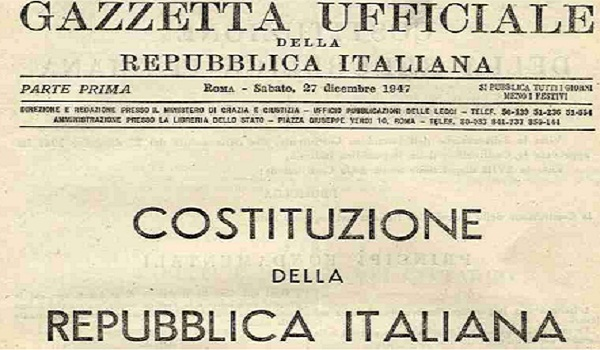 GAZZETTA UFFICIALE
DELLA
REPUBBLICA ITALIANA
PARTE PRIMA Roma - Sabato, 27 dicembre 1947 SI PUBBLICA TUTTI I GIORNI
MENO I FESTIVI
DIREZIONE E REDAZIONE PRESSO IL MINISTERO DI GRAZIA E GIUSTIZIA - UFFICIO PUBBLICAZIONI DELLE LEGGI - TELEF. 50-139 51-236 51-554
AMMINISTRAZIONE PRESSO LA LIBRERIA DELLO STATO - PIAZZA GIUSEPPE VERDI 10, ROMA - TELEF. 80-033 841-737 850-144
COSTITUZIONE
DELLA
REPUBBLICA ITALIANA